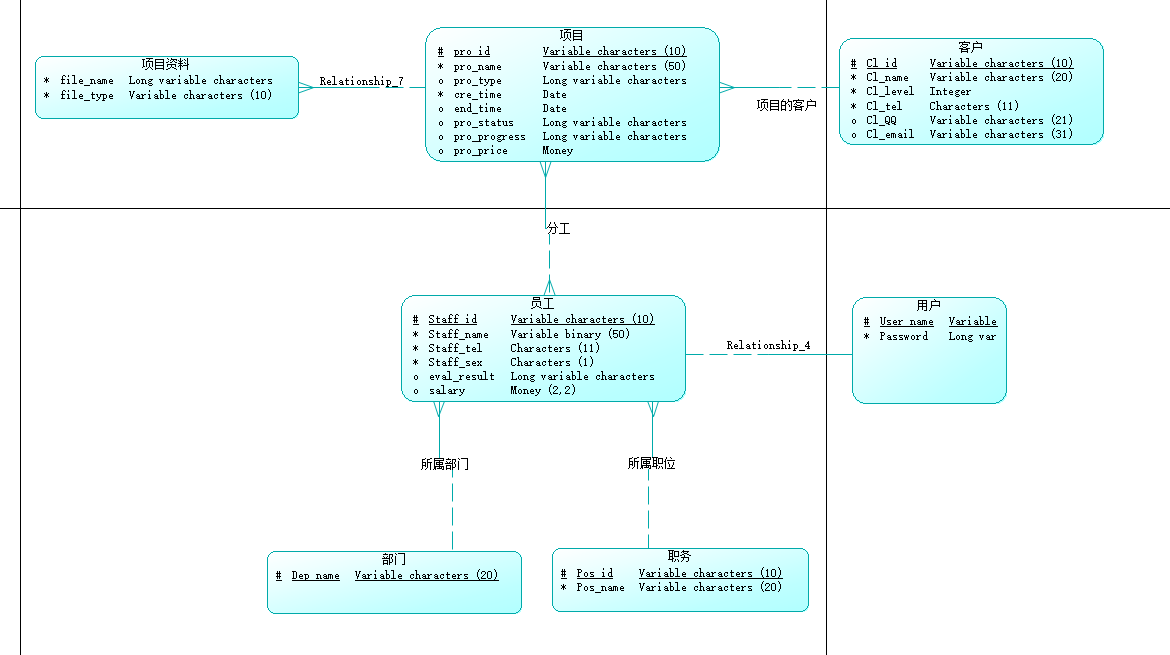 项目资料
* file_name Long variable characters
* file_type Variable characters (10)
Relationship_7
项目
# pro_id Variable characters (10)
* pro_name Variable characters (50)
o pro_type Long variable characters
* cre_time Date
o end_time Date
o pro_status Long variable characters
o pro_progress Long variable characters
o pro_price Money
项目的客户
客户
# Cl_id Variable characters (10)
* Cl_name Variable characters (20)
* Cl_level Integer
* Cl_tel Characters (11)
o Cl_QQ Variable characters (21)
o Cl_email Variable characters (31)
分工
员工
# Staff_id Variable characters (10)
* Staff_name Variable binary (50)
* Staff_tel Characters (11)
* Staff_sex Characters (1)
o eval_result Long variable characters
o salary Money (2,2)
Relationship_4
用户
# User_name Variable
* Password Long var
所属部门
所属职位
部门
# Dep_name Variable characters (20)
职务
# Pos_id Variable characters (10)
* Pos_name Variable characters (20)